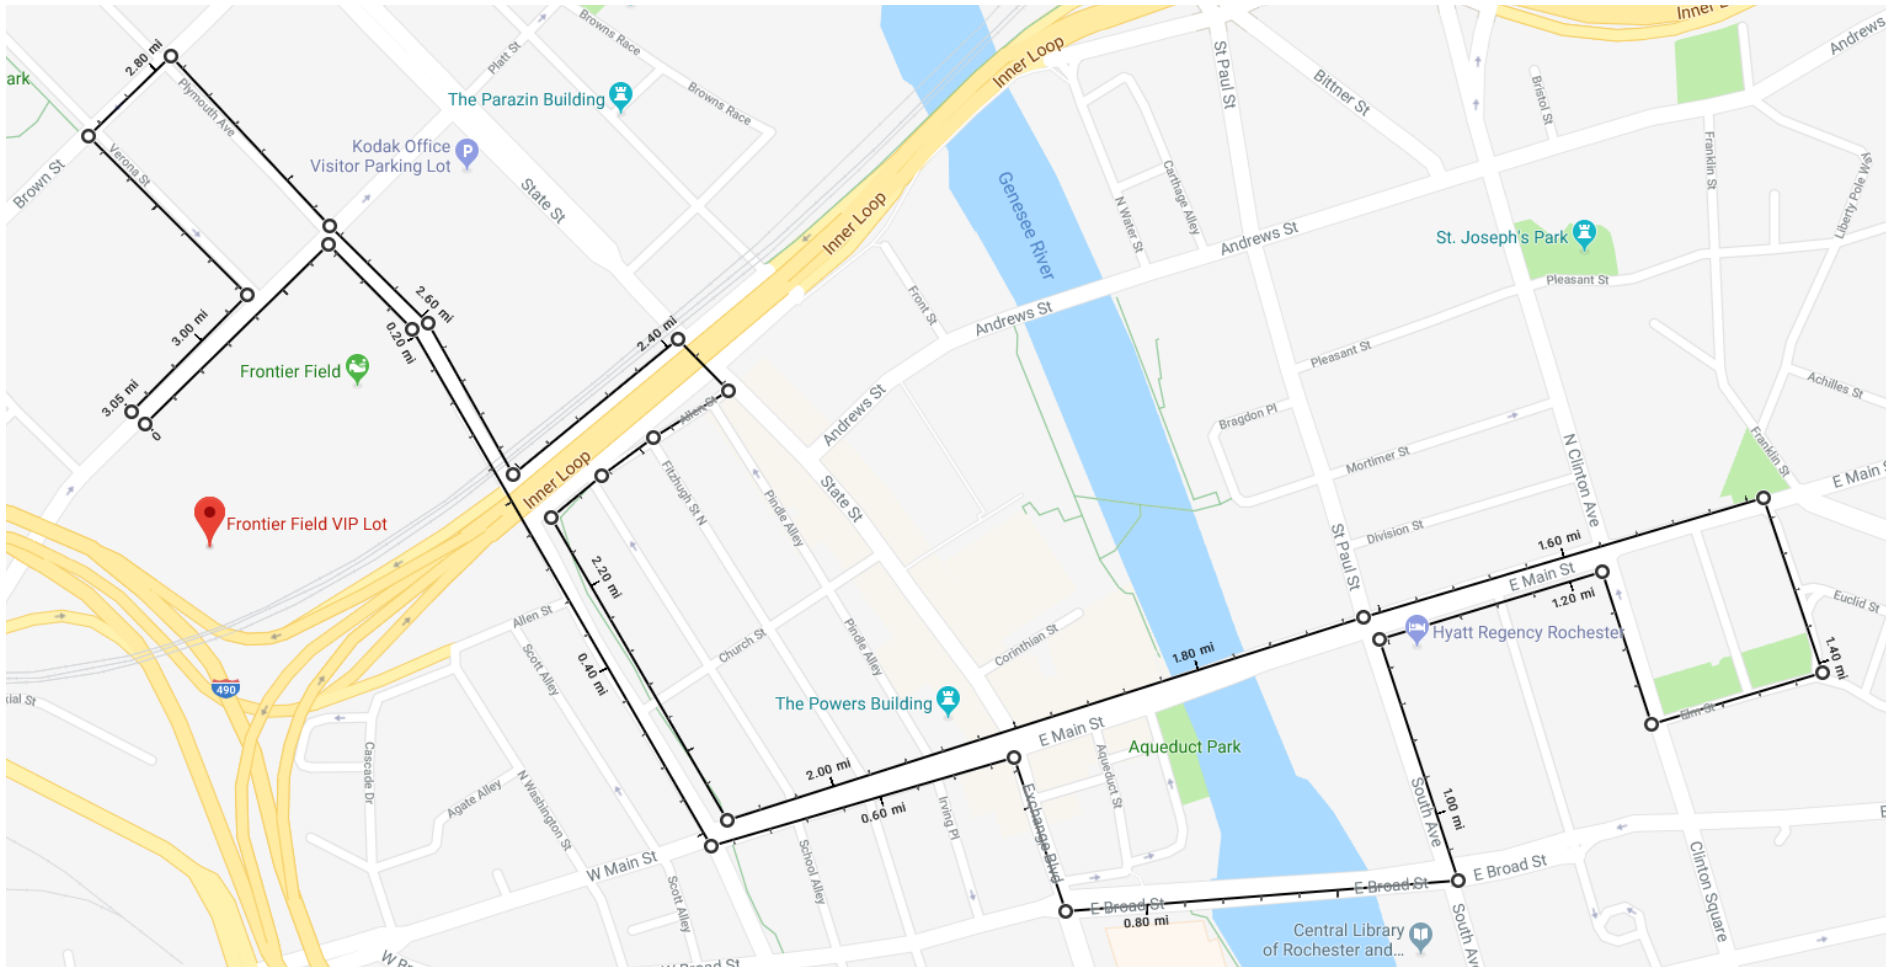 Inner L
Browns Race
Platt St
Andrews
2.80 mi
ark
Inner Loop
St Paul St
Bittner St
Bristol St
The Parazin Building
Browns Race
Plymouth Ave
Kodak Office
Visitor Parking Lot
P
Verona St
Brown St
State St
Genesee River
Carthage Alley
N Water St
Franklin St
Liberty Pole Wy
Inner Loop
Andrews St
St. Joseph's Park
Pleasant St
Front St
Andrews St
2.60 mi
0.20 mi
3.00 mi
2.40 mi
Pleasant St
Frontier Field
Achilles St
3.05 mi
0
Allen St
Andrews St
Bragdon Pl
N Clinton Ave
Franklin St
Mortimer St
E Main S
Inner Loop
Fitzhugh St N
Pindle Alley
State St
Frontier Field VIP Lot
St Paul St
Division St
1.60 mi
2.20 mi
E Main St
1.20 mi
Euclid St
Allen St
Church St
Pindle Alley
Corinthian St
Hyatt Regency Rochester
1.80 mi
1.40 mi
0.40 mi
Scott Alley
490
xial St
The Powers Building
Elm St
E Main St
Aqueduct Park
Cascade Dr
Agate Alley
N Washington St
2.00 mi
0.60 mi
Irving Pl
Exchange Blvd
Aqueduct St
South Ave
1.00 mi
W Main St
School Alley
Scott Alley
E Broad St
E Broad St
E Broad St
0.80 mi
Clinton Square
South Av
Central Library
of Rochester and...
W Br
W Broad St